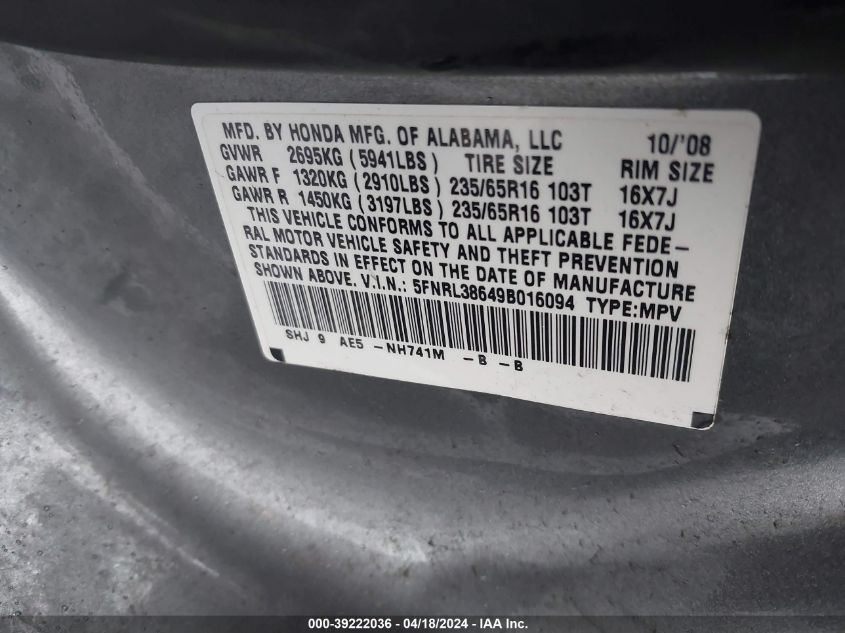 MFD. BY HONDA MFG. OF ALABAMA, LLC 10/'08
GVWR 2695KG (5941LBS) TIRE SIZE RIM SIZE
GAWR F 1320KG (2910LBS) 235/65R16 103T 16X7J
GAWR R 1450KG (3197LBS) 235/65R16 103T 16X7J
THIS VEHICLE CONFORMS TO ALL APPLICABLE FEDE-
RAL MOTOR VEHICLE SAFETY AND THEFT PREVENTION
STANDARDS IN EFFECT ON THE DATE OF MANUFACTURE
SHOWN ABOVE. V.I.N.: 5FNRL38649B016094 TYPE:MPV
SHJ 9 AE5 -NH741M -B -B
000-39222036 - 04/18/2024 - IAA Inc.